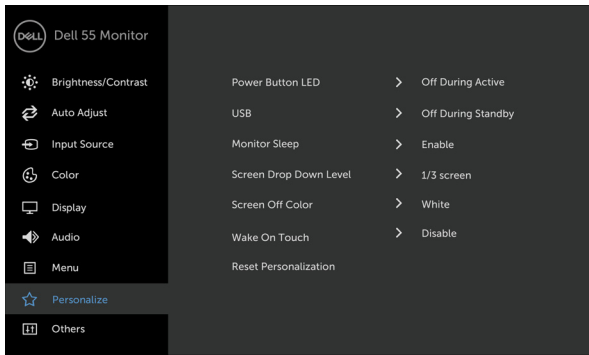 DELL Dell 55 Monitor
Brightness/Contrast
Auto Adjust
Input Source
Color
Display
Audio
Menu
Personalize
Others
Power Button LED > Off During Active
USB > Off During Standby
Monitor Sleep > Enable
Screen Drop Down Level > 1/3 screen
Screen Off Color > White
Wake On Touch > Disable
Reset Personalization